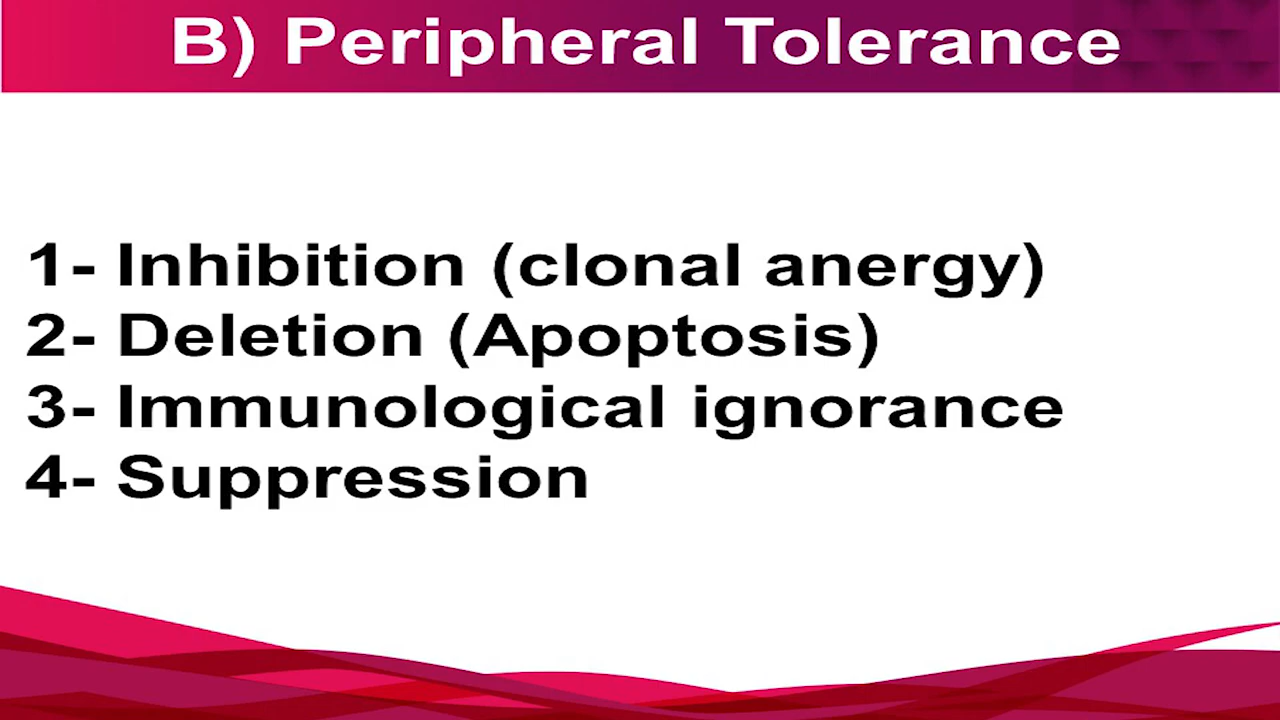 B) Peripheral Tolerance
1- Inhibition (clonal anergy)
2- Deletion (Apoptosis)
3- Immunological ignorance
4- Suppression